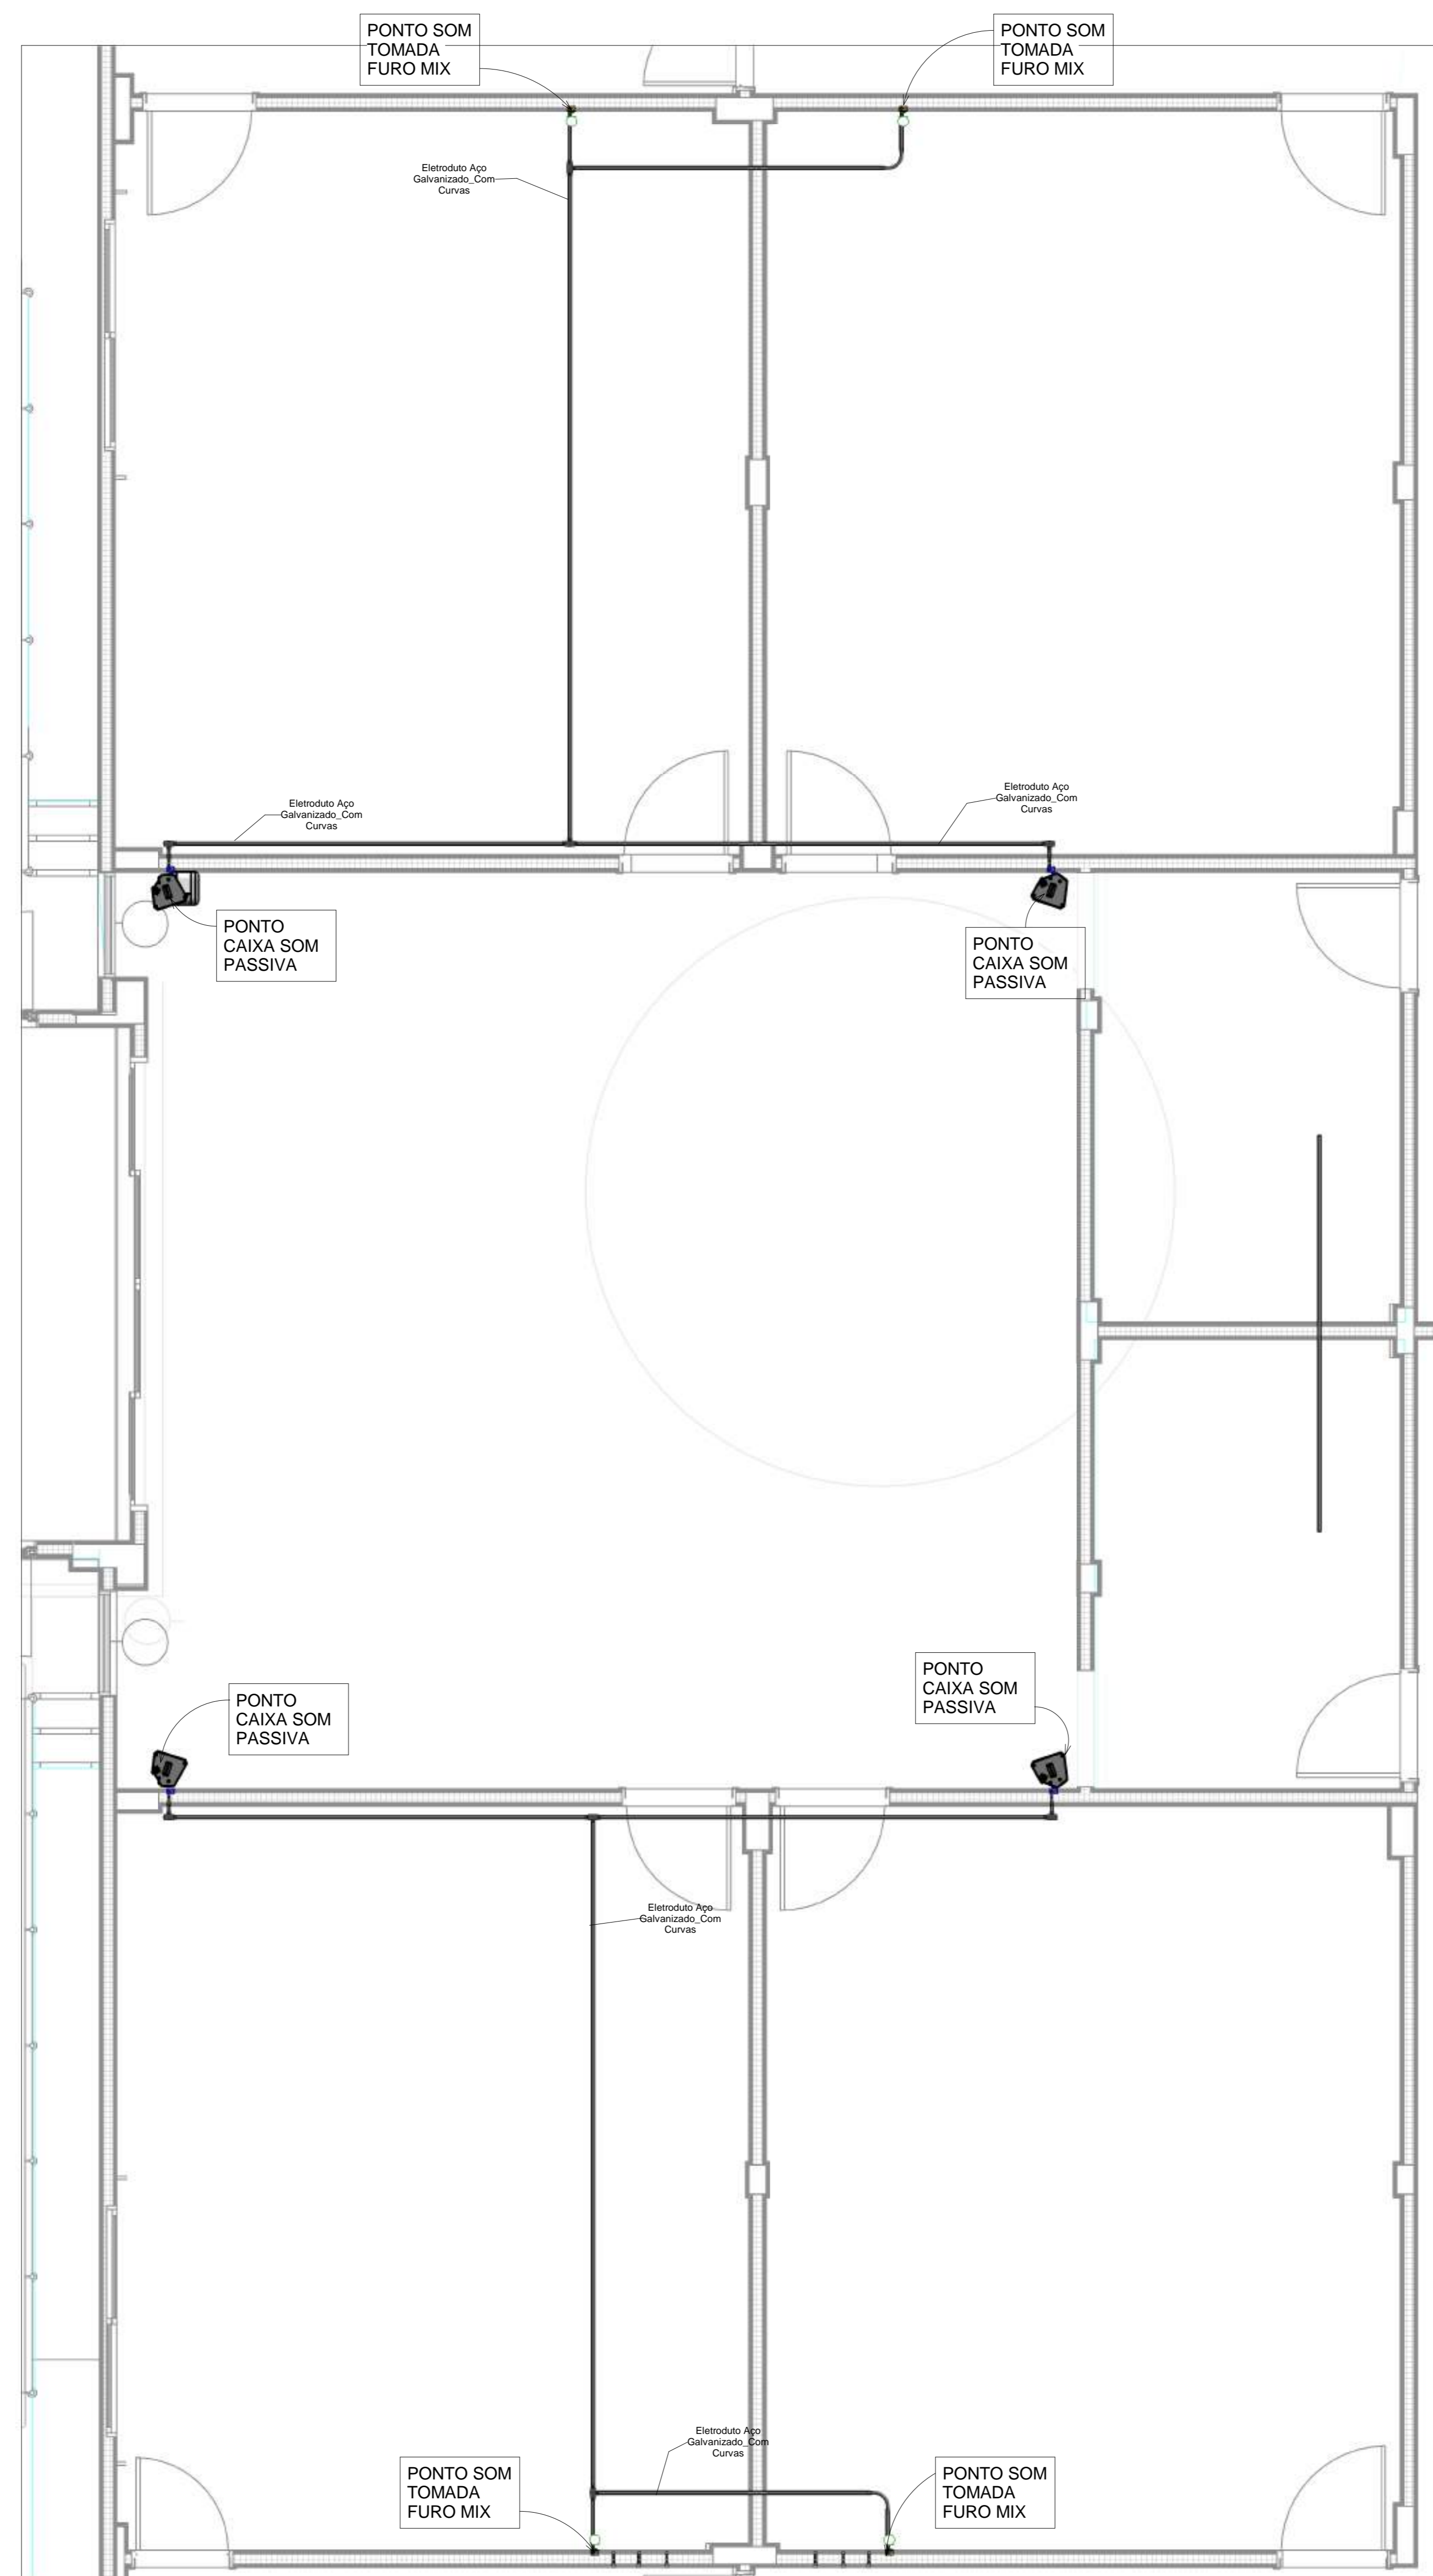 PONTO SOM
TOMADA
FURO MIX
PONTO SOM
TOMADA
FURO MIX
Eletroduto Aço
Galvanizado_Com
Curvas
Eletroduto Aço
Galvanizado_Com
Curvas
Eletroduto Aço
Galvanizado_Com
Curvas
PONTO
CAIXA SOM
PASSIVA
PONTO
CAIXA SOM
PASSIVA
PONTO
CAIXA SOM
PASSIVA
PONTO
CAIXA SOM
PASSIVA
Eletroduto Aço
Galvanizado_Com
Curvas
Eletroduto Aço
Galvanizado_Com
Curvas
PONTO SOM
TOMADA
FURO MIX
PONTO SOM
TOMADA
FURO MIX